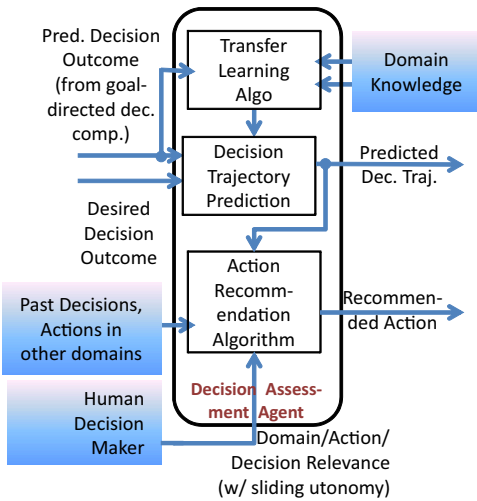 Pred. Decision
Outcome
(from goal-
directed dec.
comp.)
Transfer
Learning
Algo
Domain
Knowledge
Decision
Trajectory
Prediction
Predicted
Dec. Traj.
Desired
Decision
Outcome
Action
Recomm-
endation
Algorithm
Recommen-
ded Action
Past Decisions,
Actions in
other domains
Decision Assess-
ment Agent
Human
Decision
Maker
Domain/Action/
Decision Relevance
(w/ sliding utonomy)